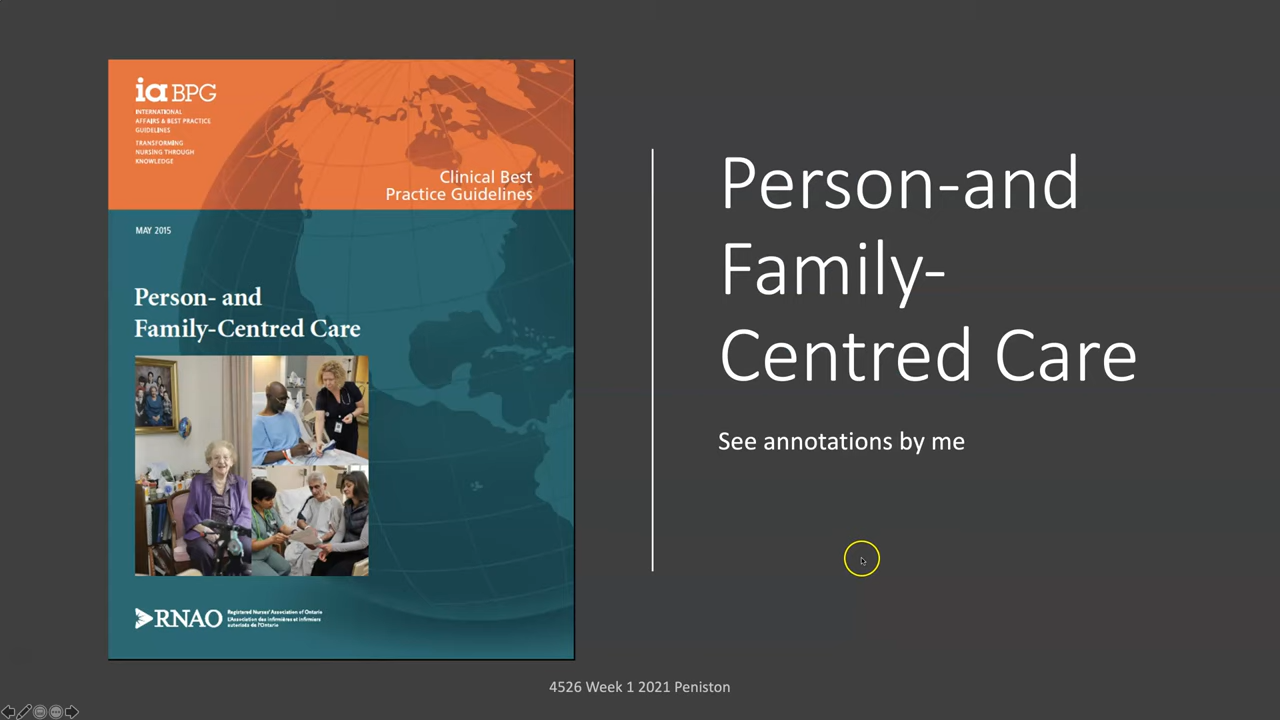 ia BPG
INTERNATIONAL
AFFAIRS & BEST PRACTICE
GUIDELINES
TRANSFORMING
NURSING THROUGH
KNOWLEDGE
Clinical Best
Practice Guidelines
MAY 2015
Person- and
Family-Centred Care
RNAO
Registered Nurses' Association of Ontario
L'Association des infirmières et infirmiers
autorisés de l'Ontario
Person-and
Family-
Centred Care
See annotations by me
4526 Week 1 2021 Peniston